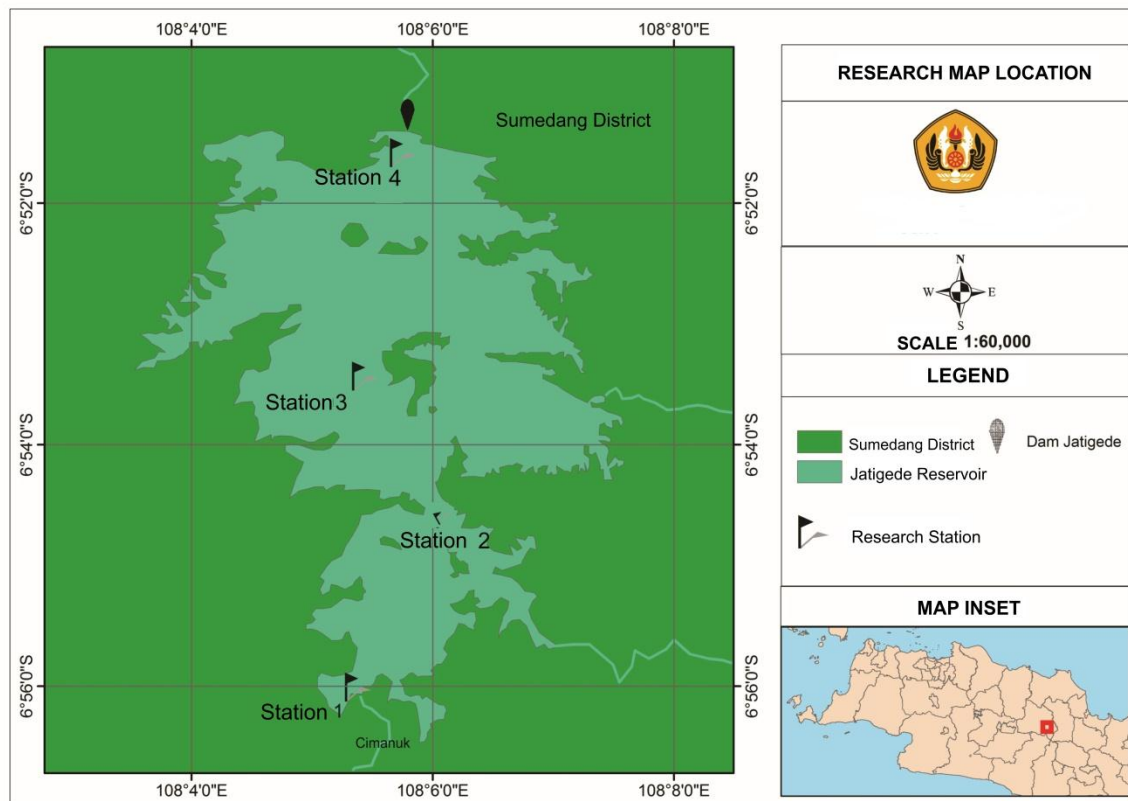 108°4'0"E
108°6'0"E
108°8'0"E
6°52'0"S
6°54'0"S
6°56'0"S
Sumedang District
Station 4
Station 3
Station 2
Station 1
Cimanuk
6°52'0"S
6°54'0"S
6°56'0"S
108°4'0"E
108°6'0"E
108°8'0"E
RESEARCH MAP LOCATION
N
W E
S
SCALE 1:60,000
LEGEND
Sumedang District
Dam Jatigede
Jatigede Reservoir
Research Station
MAP INSET